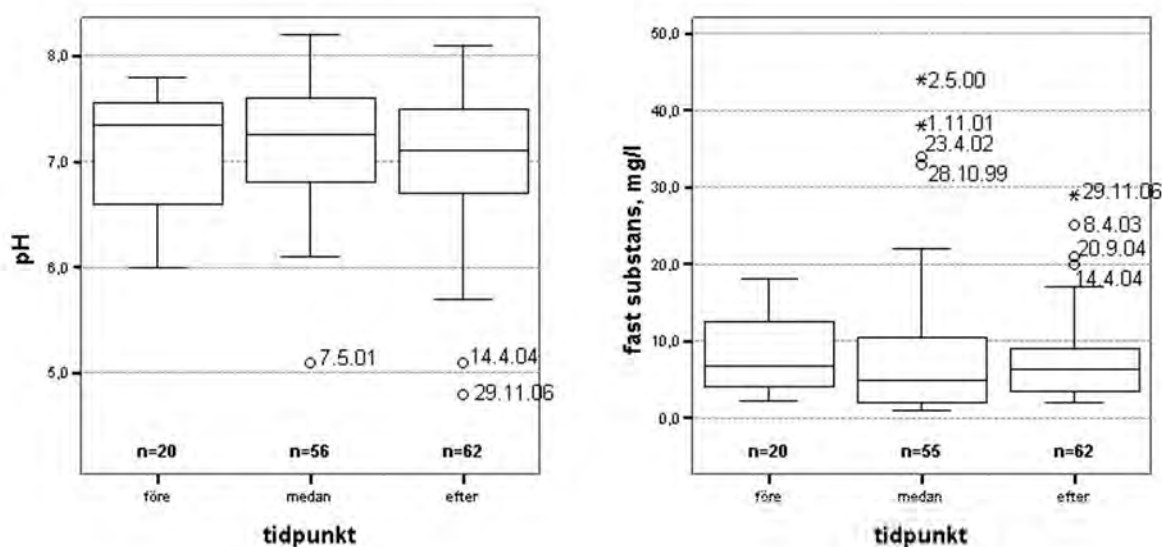 pH
8,0
7,0
6,0
5,0
7.5.01
14.4.04
29.11.06
n=20
n=56
n=62
före
medan
efter
tidpunkt
fast substans, mg/l
50,0
40,0
30,0
20,0
10,0
0,0
2.5.00
1.11.01
23.4.02
28.10.99
29.11.06
8.4.03
20.9.04
14.4.04
n=20
n=55
n=62
före
medan
efter
tidpunkt